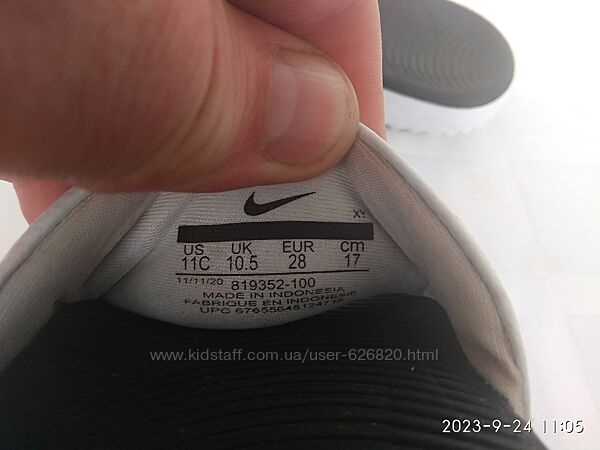 XY
US UK EUR cm
11C 10.5 28 17
11/11/20 819352-100
MADE IN INDONESIA
FABRIQUE EN INDONESIE
UPC
www.kidstaff.com.ua/user-626820.html
2023-9-24 11:05